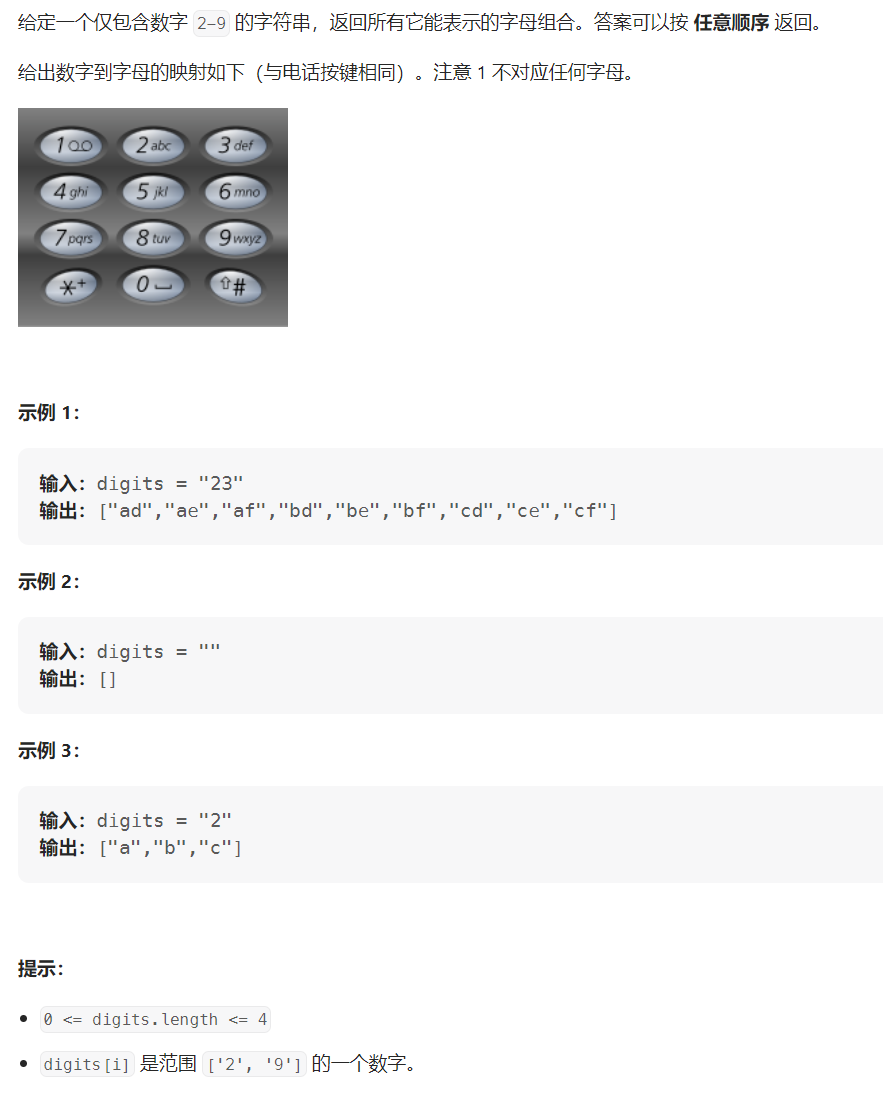 给定一个仅包含数字 2-9 的字符串，返回所有它能表示的字母组合。答案可以按 任意顺序 返回。
给出数字到字母的映射如下（与电话按键相同）。注意 1 不对应任何字母。
1 2 abc 3 def
4 ghi 5 jkl 6 mno
7 pqrs 8 tuv 9 wxyz
* + 0 #
示例 1：
输入：digits = "23"
输出：["ad","ae","af","bd","be","bf","cd","ce","cf"]
示例 2：
输入：digits = ""
输出：[]
示例 3：
输入：digits = "2"
输出：["a","b","c"]
提示：
• 0 <= digits.length <= 4
• digits[i] 是范围 ['2', '9'] 的一个数字。